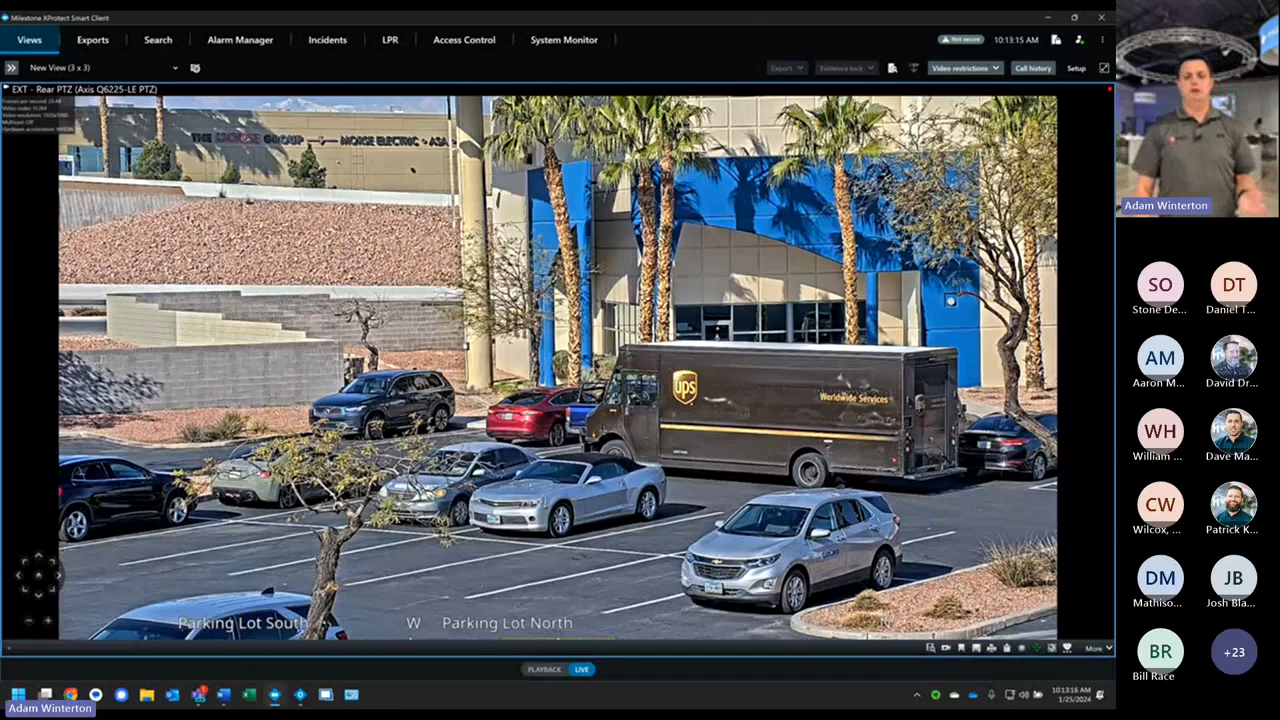 Milestone XProtect Smart Client
Views Exports Search Alarm Manager Incidents LPR Access Control System Monitor
Not secure 10:13:15 AM
New View (3 x 3)
Export Evidence lock Video restrictions Call history Setup
EXT - Rear PTZ (Axis Q6225-LE PTZ)
THE MORSE GROUP MORSE ELECTRIC
ups
Worldwide Services
Parking Lot South W Parking Lot North
More
PLAYBACK LIVE
10:13:16 AM
1/25/2024
Adam Winterton
Adam Winterton
SO DT
Stone De... Daniel T...
AM
Aaron M... David Dr...
WH
William ... Dave Ma...
CW
Wilcox, ... Patrick K...
DM JB
Mathiso... Josh Bla...
BR +23
Bill Race